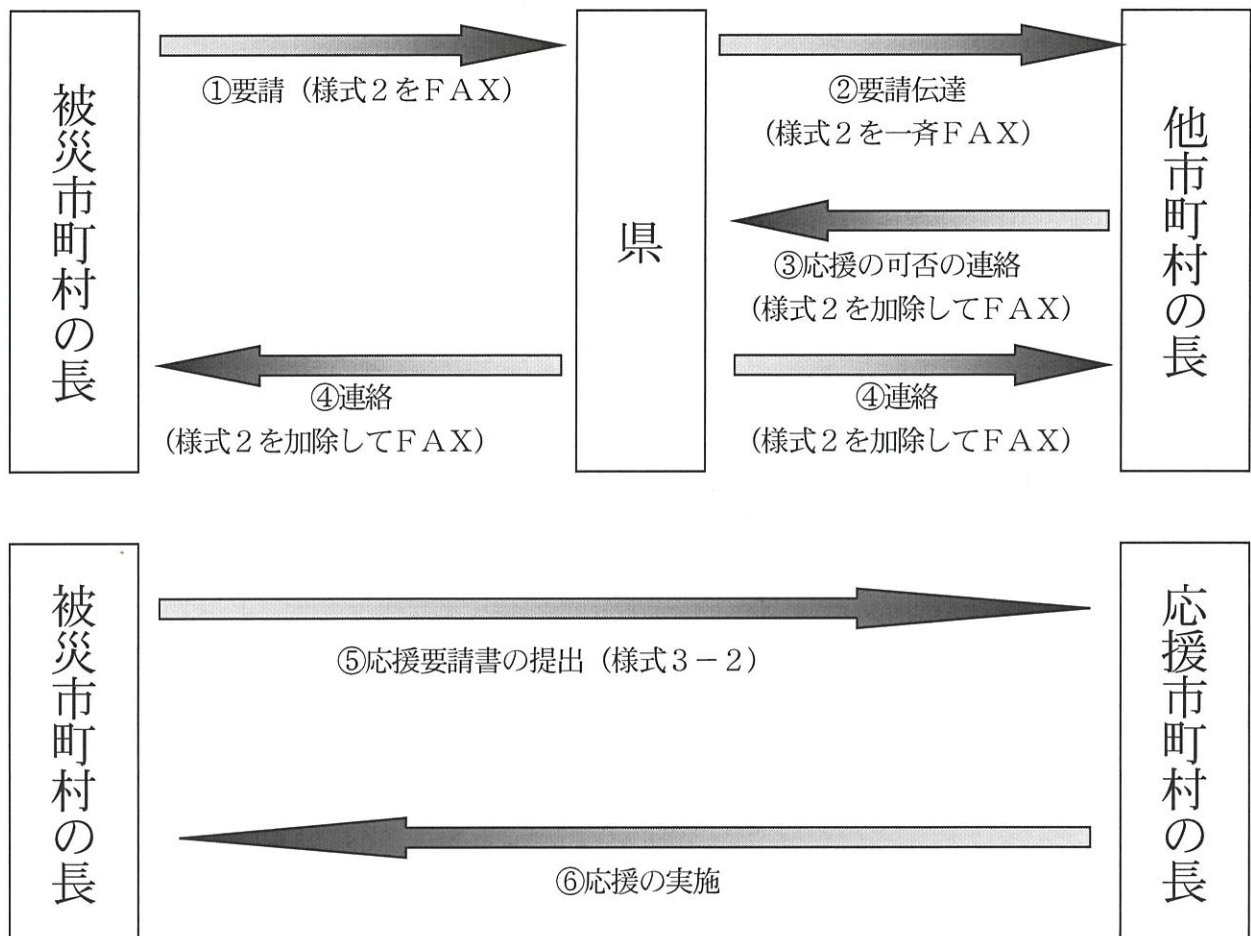 被災市町村の長
①要請（様式２をＦＡＸ）
県
②要請伝達
（様式２を一斉ＦＡＸ）
他市町村の長
③応援の可否の連絡
（様式２を加除してＦＡＸ）
④連絡
（様式２を加除してＦＡＸ）
④連絡
（様式２を加除してＦＡＸ）
被災市町村の長
⑤応援要請書の提出（様式３－２）
応援市町村の長
⑥応援の実施